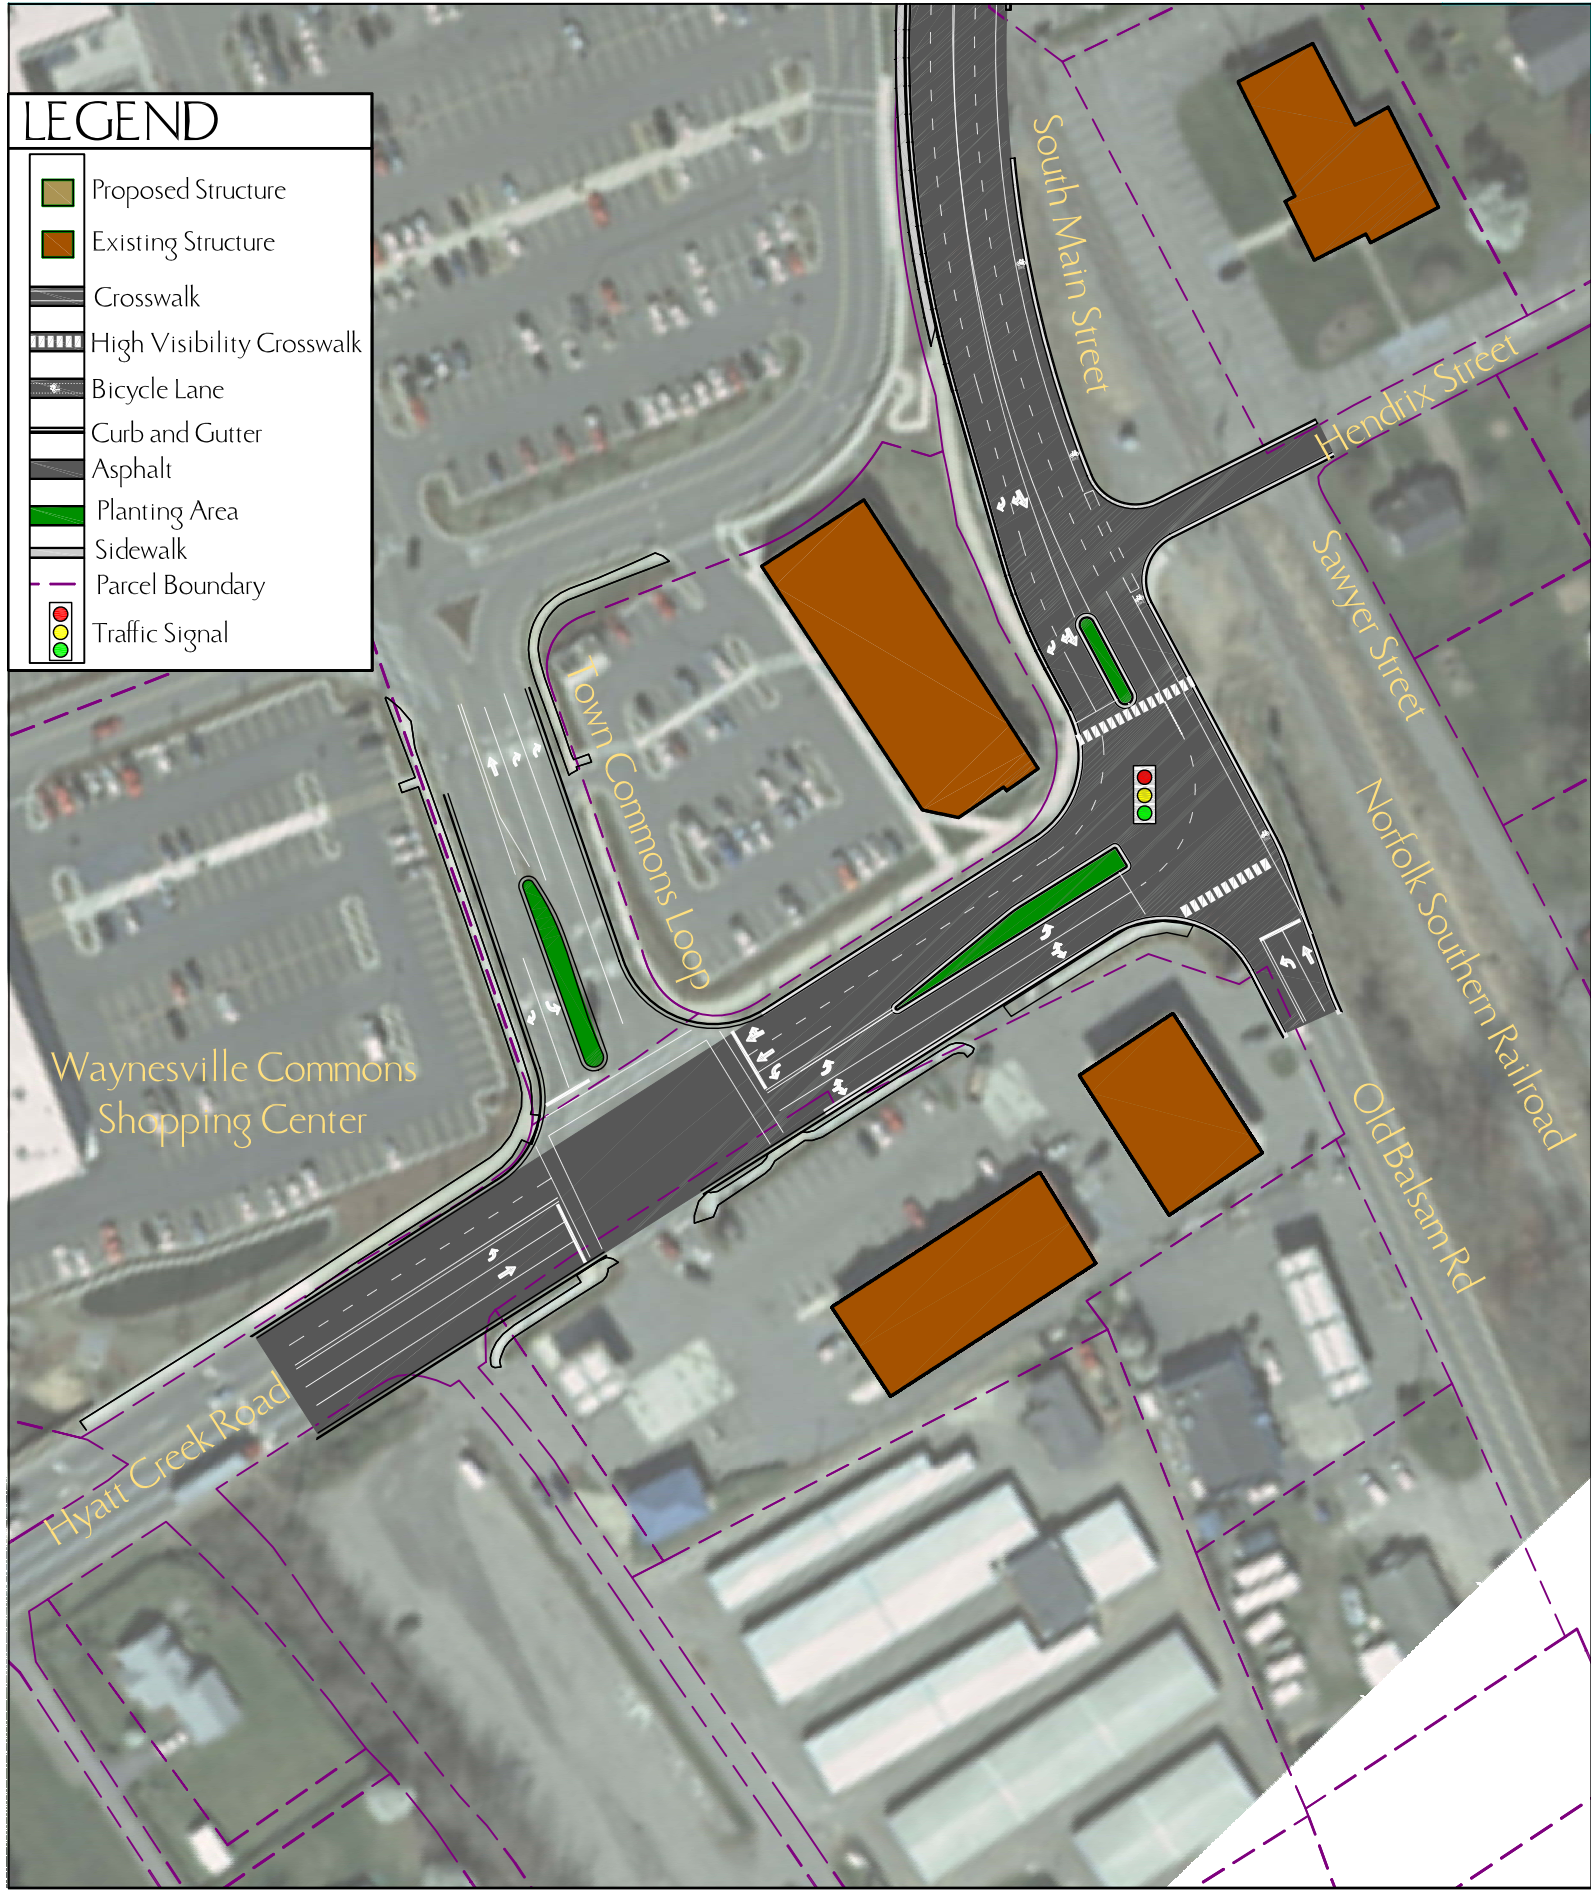 LEGEND
Proposed Structure
Existing Structure
Crosswalk
High Visibility Crosswalk
Bicycle Lane
Curb and Gutter
Asphalt
Planting Area
Sidewalk
Parcel Boundary
Traffic Signal
South Main Street
Hendrix Street
Sawyer Street
Town Commons Loop
Norfolk Southern Railroad
Waynesville Commons
Shopping Center
Old Balsam Rd
Hyatt Creek Road